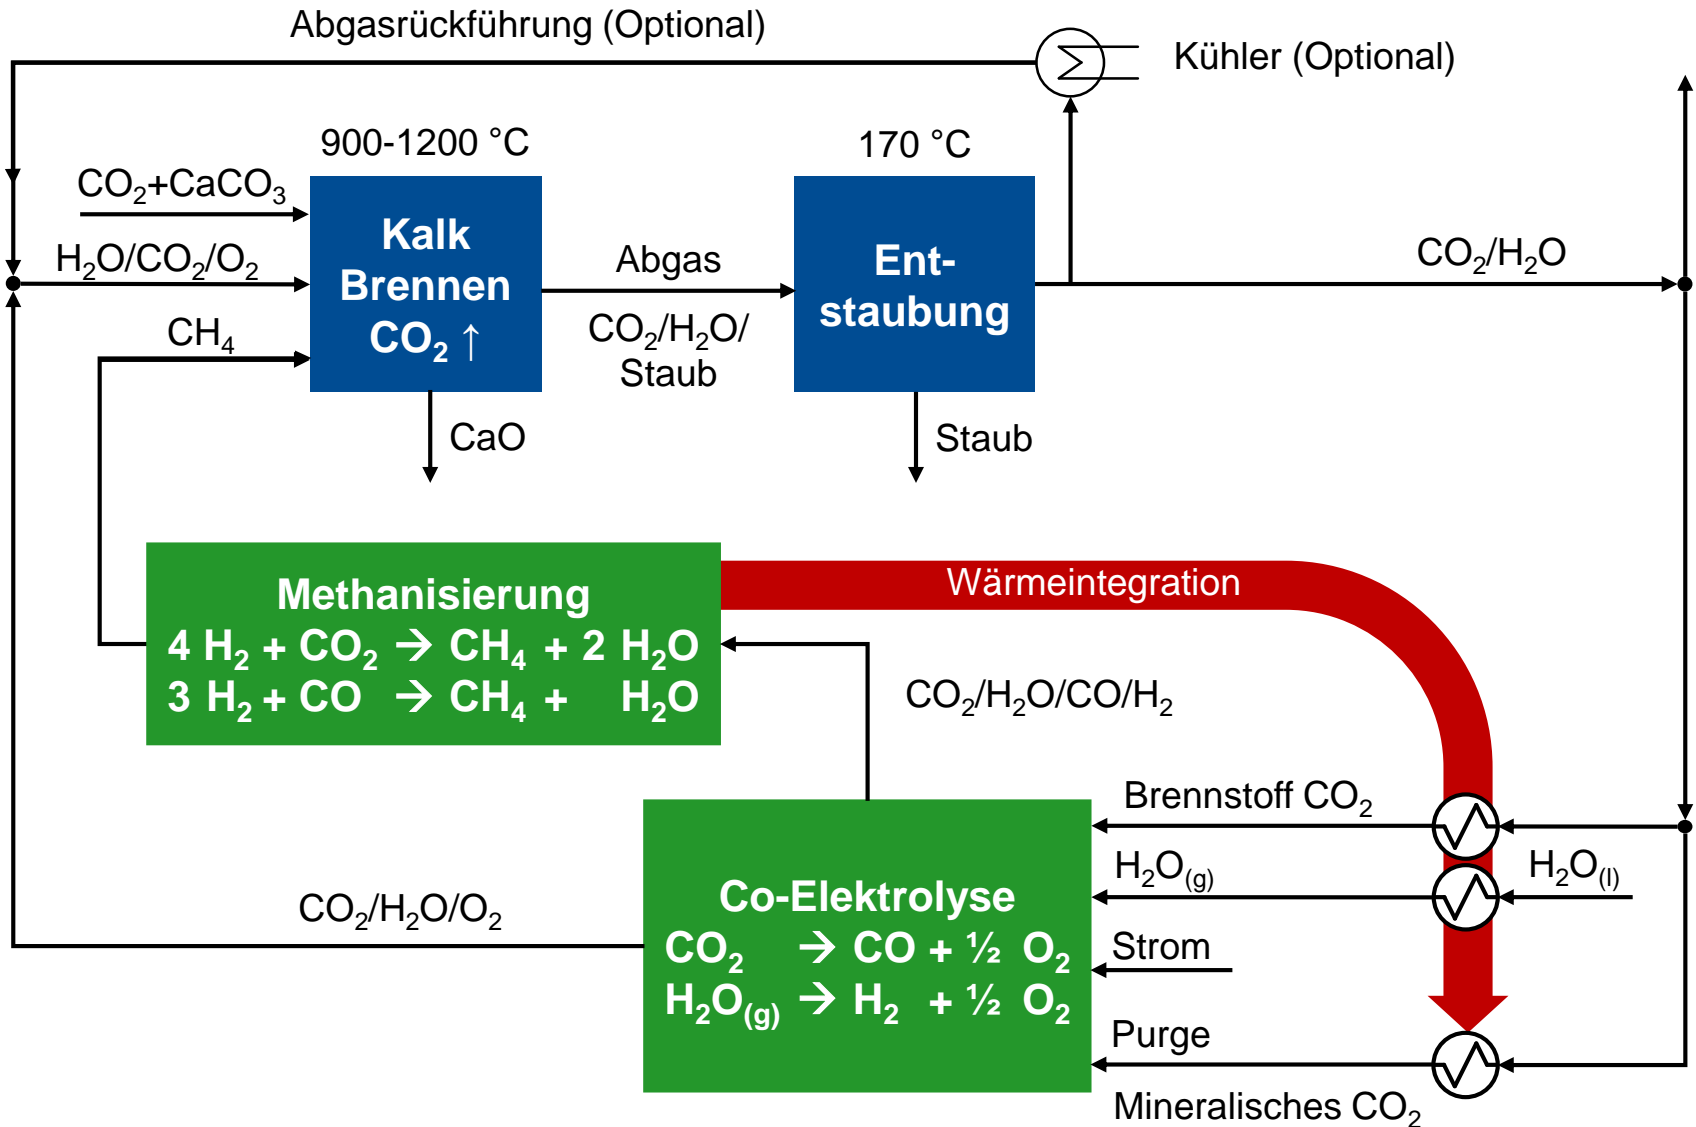 Abgasrückführung (Optional)
Kühler (Optional)
900-1200 °C
170 °C
CO₂+CaCO₃
H₂O/CO₂/O₂
CH₄
Kalk
Brennen
CO₂ ↑
Abgas
CO₂/H₂O/
Staub
Ent-
staubung
CO₂/H₂O
CaO
Staub
Methanisierung
4 H₂ + CO₂ → CH₄ + 2 H₂O
3 H₂ + CO → CH₄ + H₂O
Wärmeintegration
CO₂/H₂O/CO/H₂
Brennstoff CO₂
H₂O₍g₎
H₂O₍l₎
CO₂/H₂O/O₂
Co-Elektrolyse
CO₂ → CO + ½ O₂
H₂O₍g₎ → H₂ + ½ O₂
Strom
Purge
Mineralisches CO₂